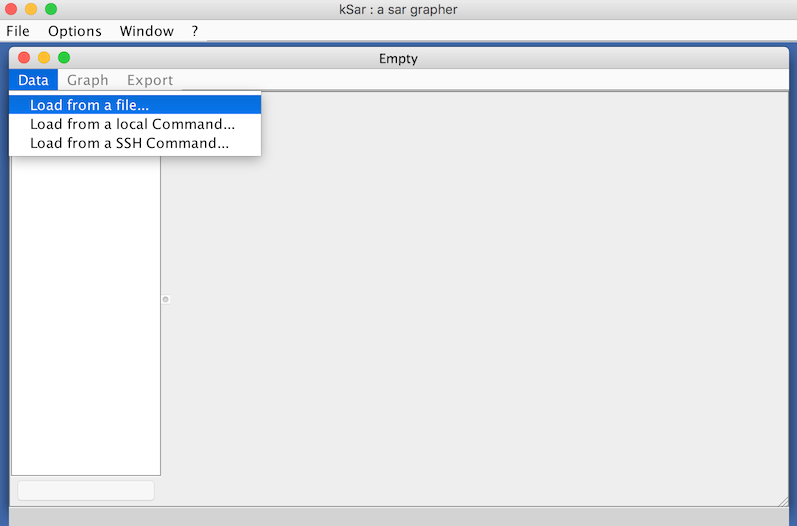 kSar : a sar grapher
File Options Window ?
Empty
Data Graph Export
Load from a file...
Load from a local Command...
Load from a SSH Command...